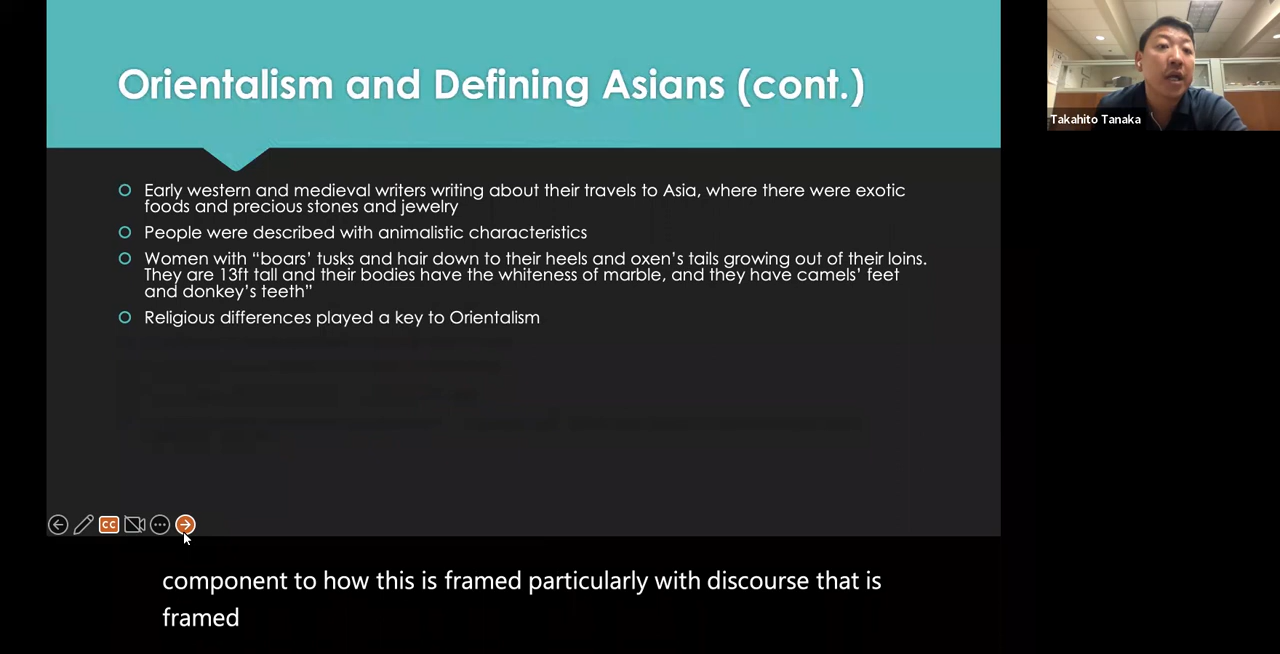 Orientalism and Defining Asians (cont.)
Takahito Tanaka
Early western and medieval writers writing about their travels to Asia, where there were exotic
foods and precious stones and jewelry
People were described with animalistic characteristics
Women with “boars’ tusks and hair down to their heels and oxen’s tails growing out of their loins.
They are 13ft tall and their bodies have the whiteness of marble, and they have camels’ feet
and donkey’s teeth”
Religious differences played a key to Orientalism
CC
component to how this is framed particularly with discourse that is
framed